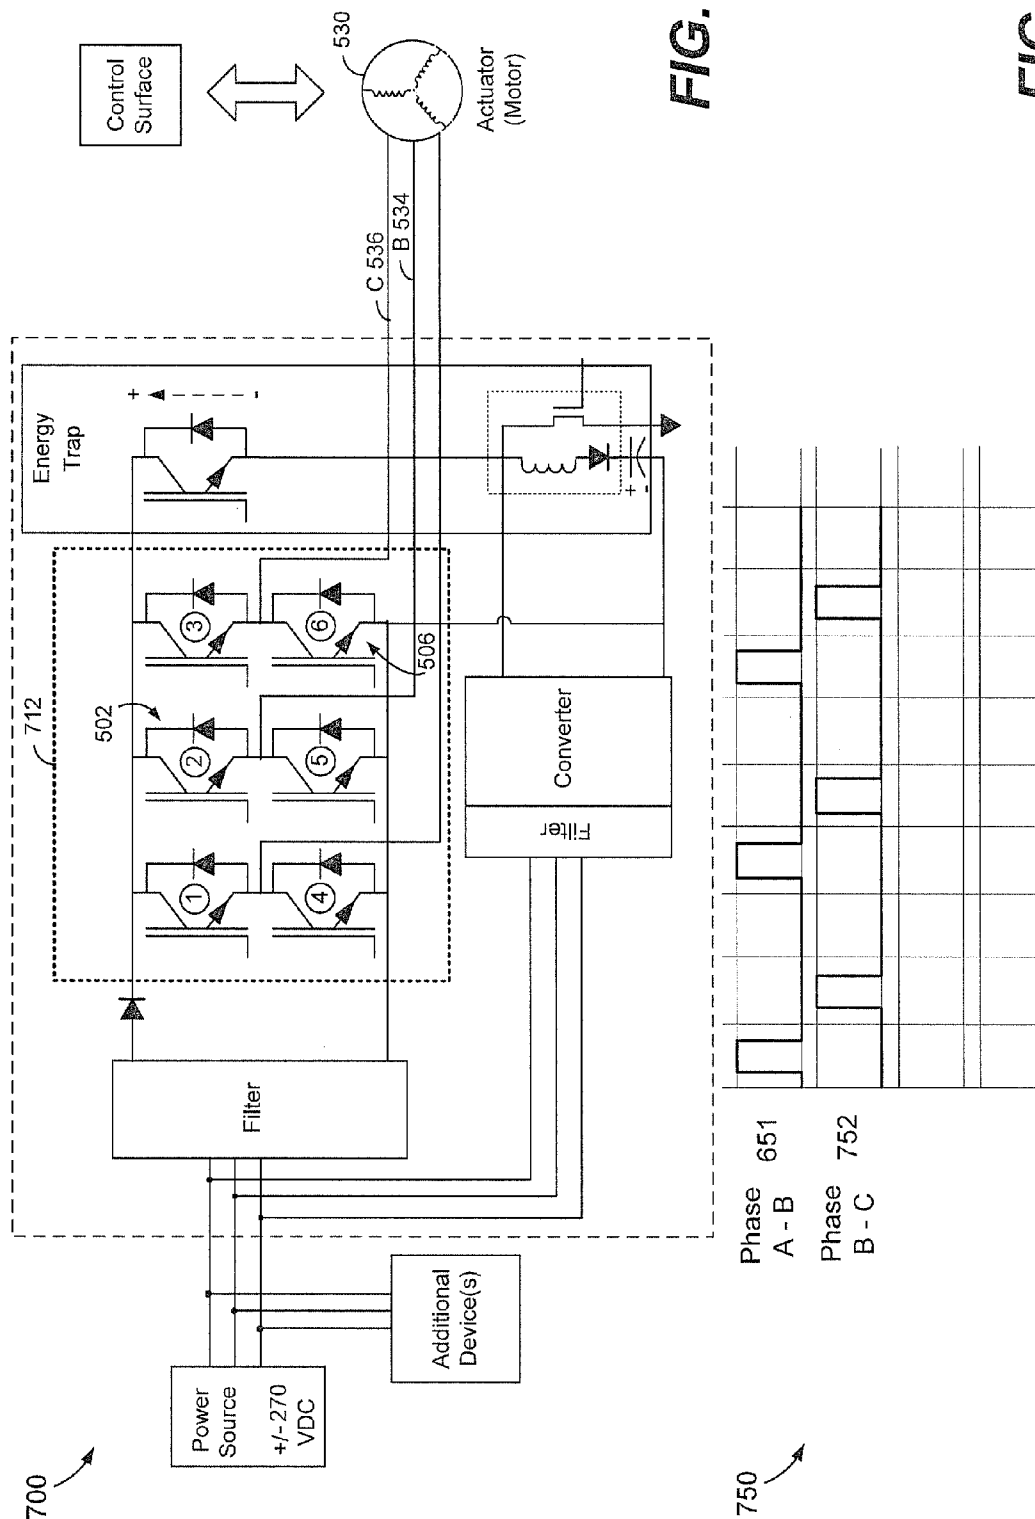 700
Power
Source
+/-270
VDC
Additional
Device(s)
Filter
712
502
1
2
3
4
5
6
506
Energy
Trap
+
-
+
-
Filter
Converter
C 536
B 534
530
Control
Surface
Actuator
(Motor)
FIG.
750
Phase 651
A - B
Phase 752
B - C
FIG